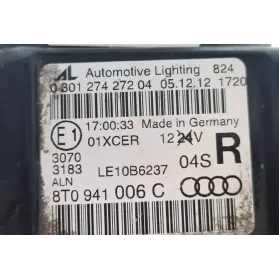 AL Automotive Lighting 824
0 301 274 272 04 05.12.12 1720
17:00:33 Made in Germany
E1 01XCER 12 24V
3070 04S R
3183 LE10B6237
ALN
8T0 941 006 C